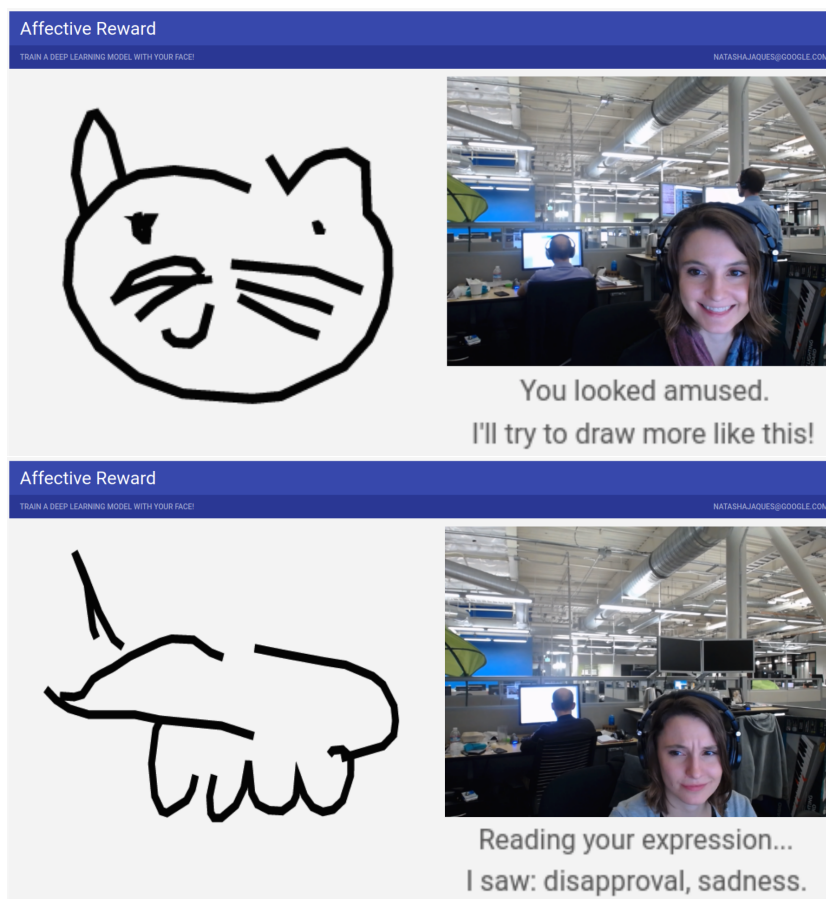 Affective Reward
TRAIN A DEEP LEARNING MODEL WITH YOUR FACE!
NATASHAJAQUES@GOOGLE.COM
You looked amused.
I'll try to draw more like this!
Affective Reward
TRAIN A DEEP LEARNING MODEL WITH YOUR FACE!
NATASHAJAQUES@GOOGLE.COM
Reading your expression...
I saw: disapproval, sadness.